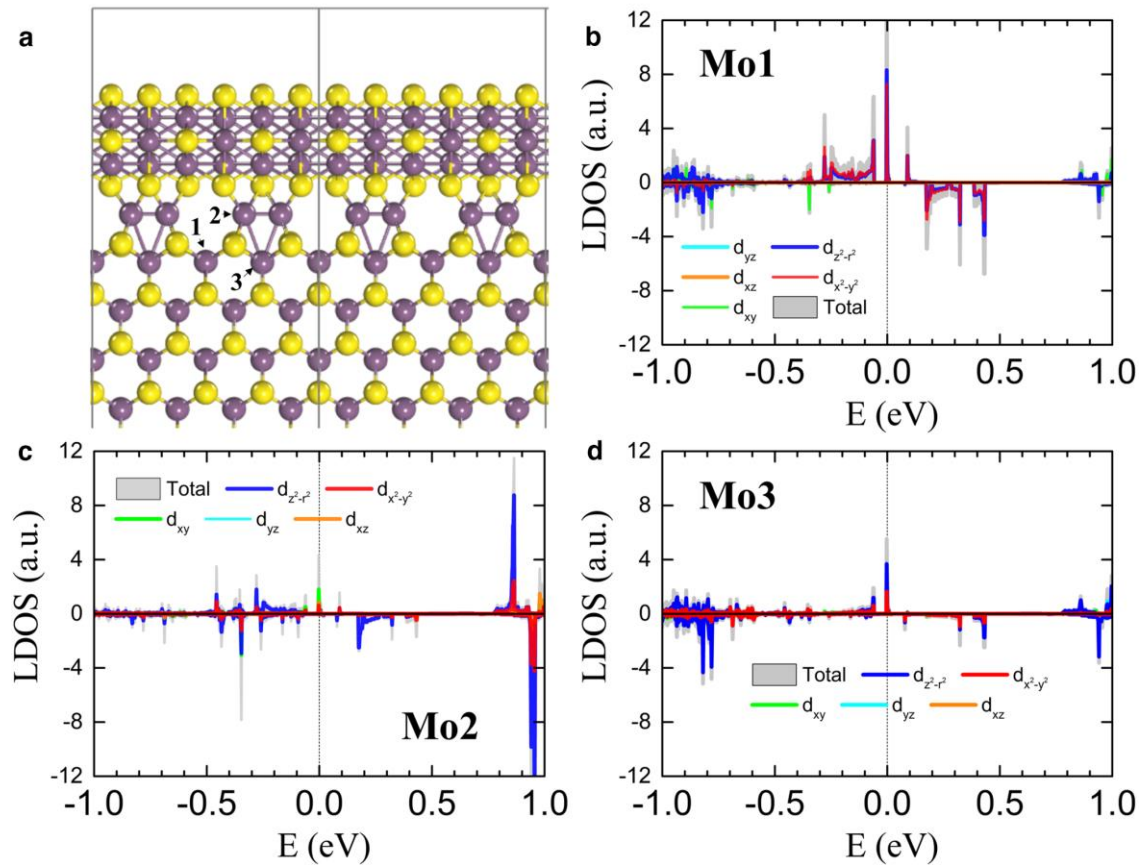 a
1
2
3
b
Mo1
LDOS (a.u.)
12
8
4
0
-4
-8
-12
d_yz d_z²-r²
d_xz d_x²-y²
d_xy Total
-1.0 -0.5 0.0 0.5 1.0
E (eV)
c
LDOS (a.u.)
12
8
4
0
-4
-8
-12
Total d_z²-r² d_x²-y²
d_xy d_yz d_xz
Mo2
-1.0 -0.5 0.0 0.5 1.0
E (eV)
d
Mo3
LDOS (a.u.)
12
8
4
0
-4
-8
-12
Total d_z²-r² d_x²-y²
d_xy d_yz d_xz
-1.0 -0.5 0.0 0.5 1.0
E (eV)